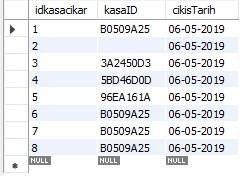 idkasacikar kasaID cikisTarih
1 B0509A25 06-05-2019
2 06-05-2019
3 3A2450D3 06-05-2019
4 5BD46D0D 06-05-2019
5 96EA161A 06-05-2019
6 B0509A25 06-05-2019
7 B0509A25 06-05-2019
8 B0509A25 06-05-2019
NULL NULL NULL